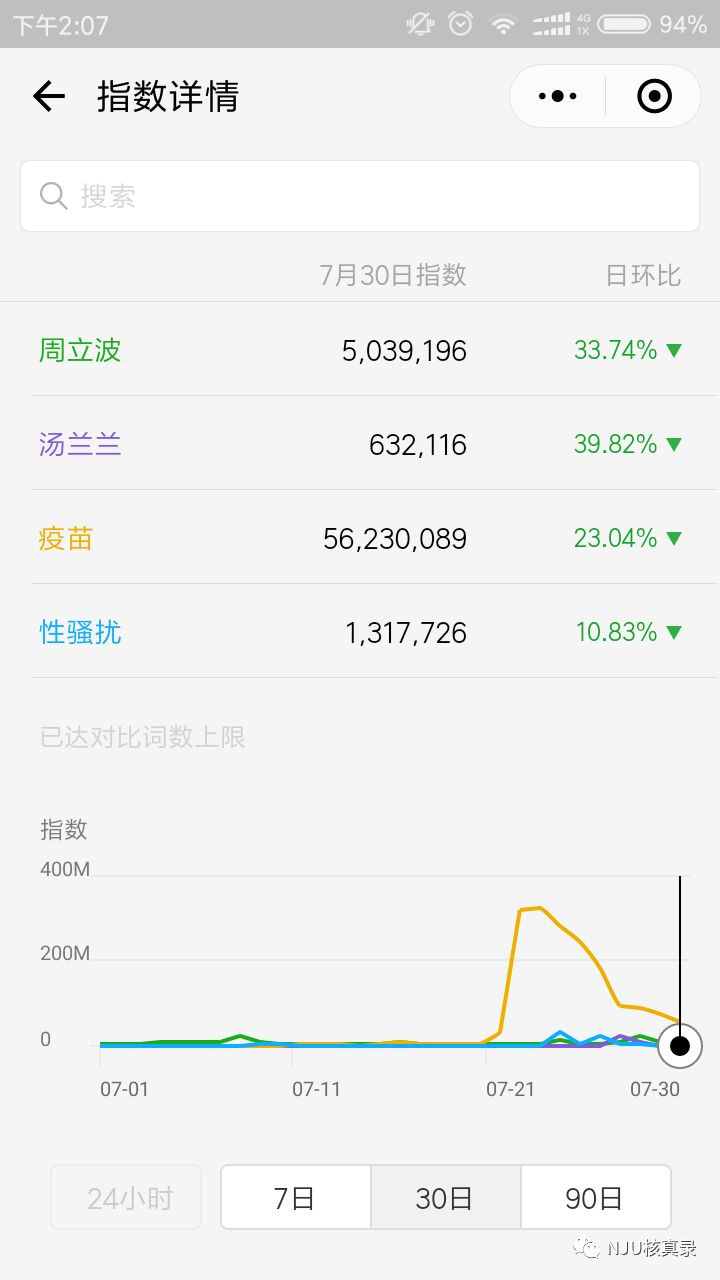 下午2:07 4G 1X 94%
指数详情
搜索
7月30日指数 日环比
周立波 5,039,196 33.74%
汤兰兰 632,116 39.82%
疫苗 56,230,089 23.04%
性骚扰 1,317,726 10.83%
已达对比词数上限
指数
400M
200M
0
07-01 07-11 07-21 07-30
24小时 7日 30日 90日
NJU核真录